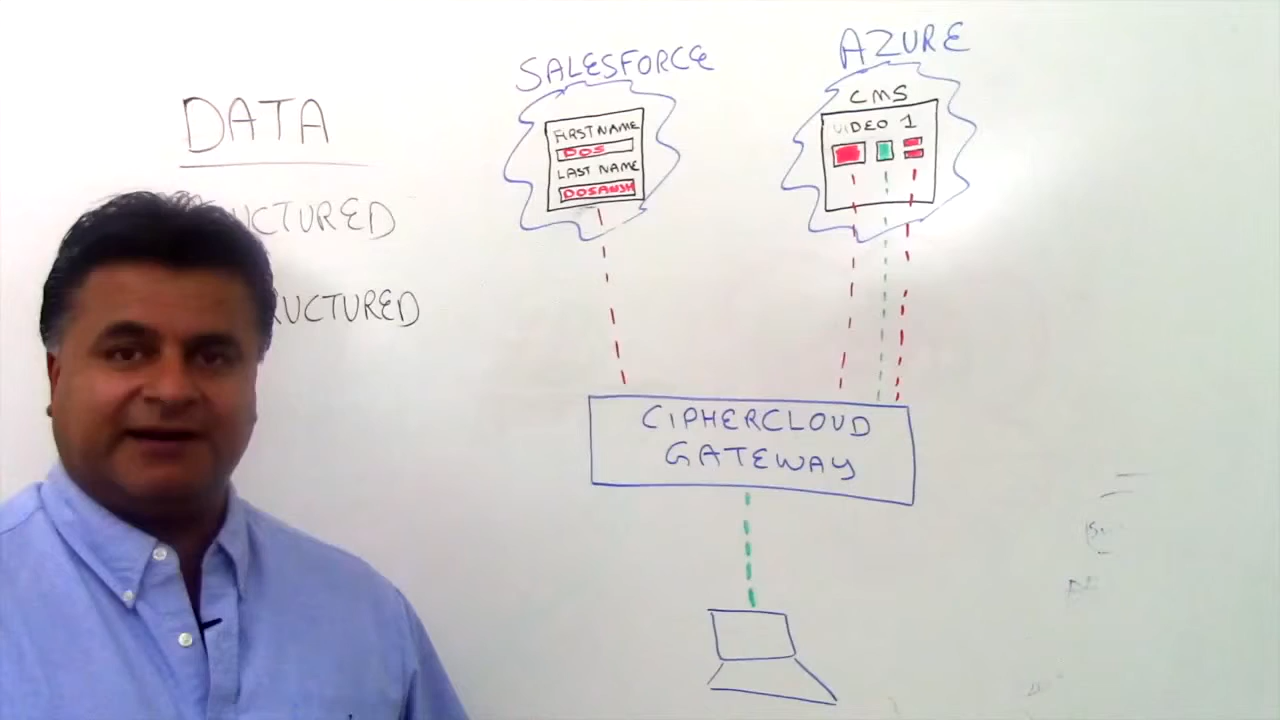 DATA
UCTURED
RUCTURED
SALESFORCE
FIRST NAME
DOS
LAST NAME
DOSANJH
AZURE
CMS
VIDEO 1
CIPHERCLOUD
GATEWAY